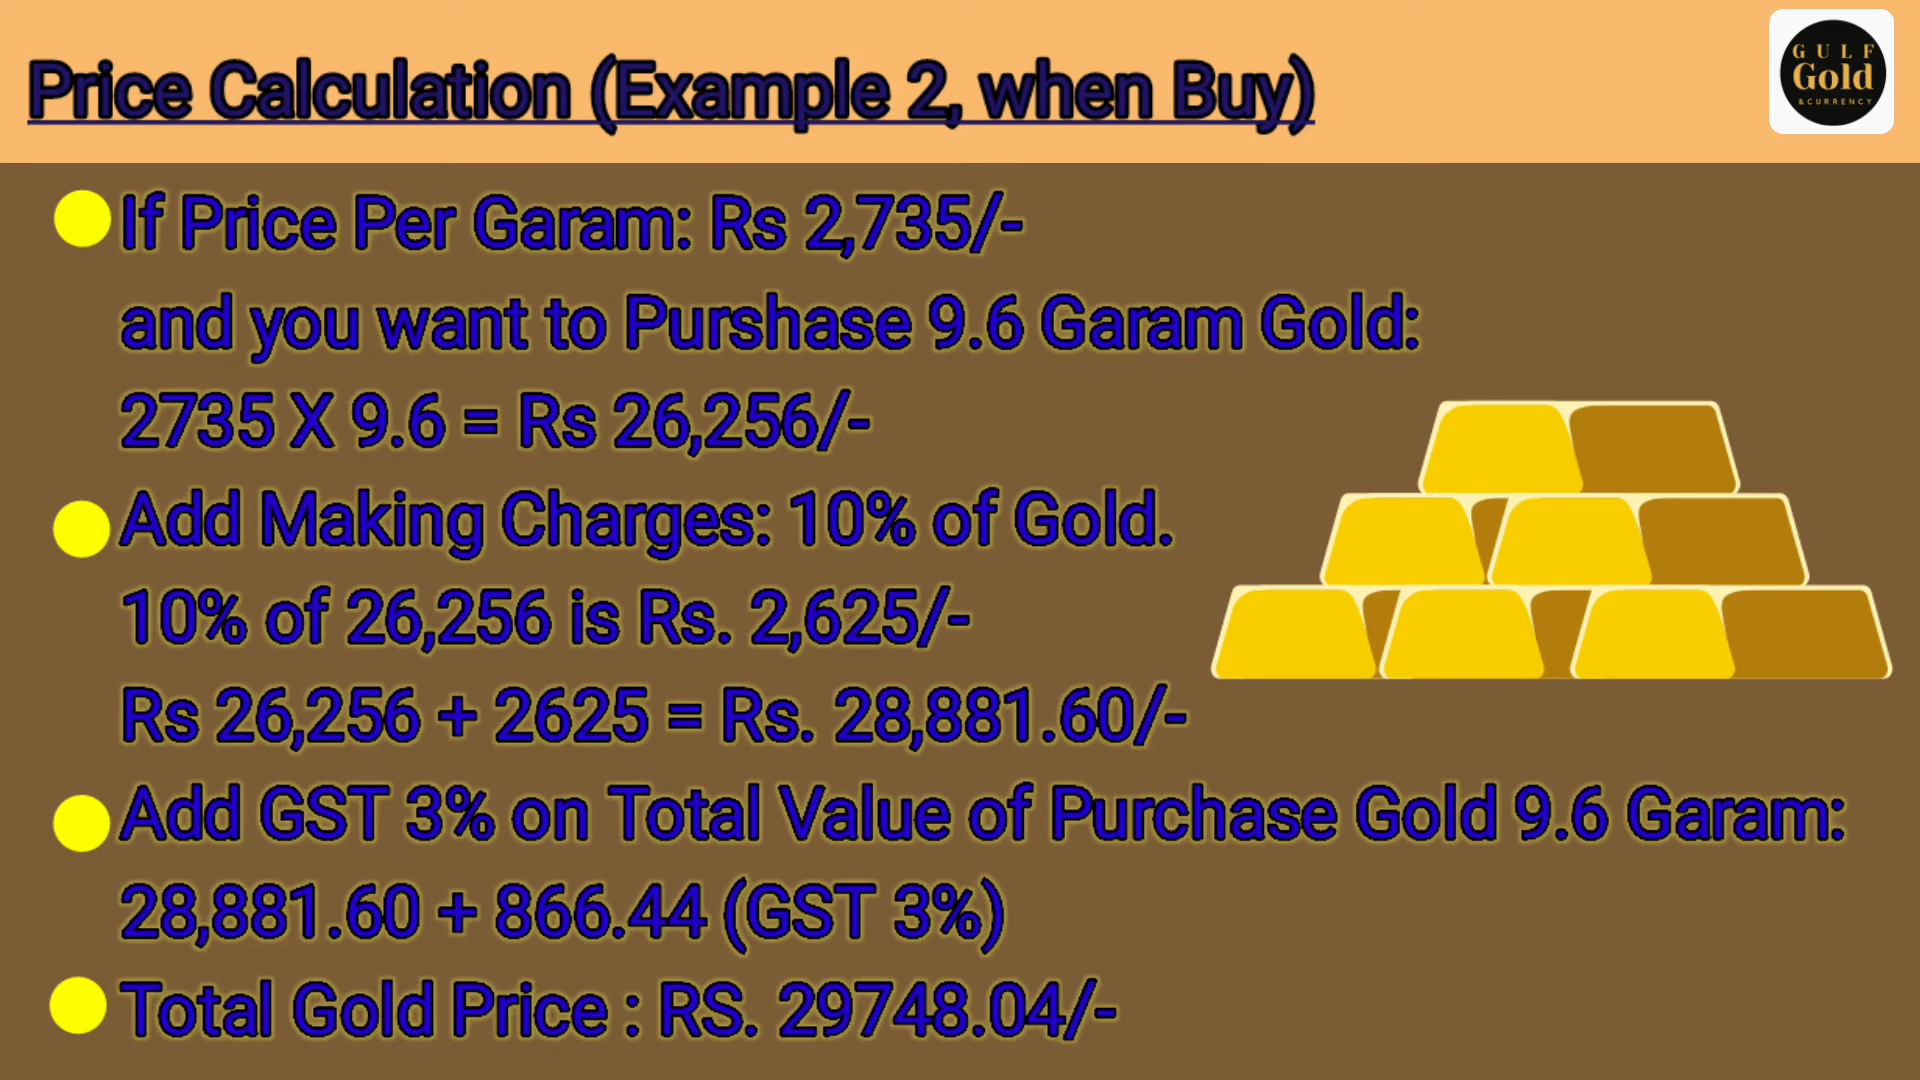 Price Calculation (Example 2, when Buy)
GULF
Gold
& CURRENCY
If Price Per Garam: Rs 2,735/-
and you want to Purshase 9.6 Garam Gold:
2735 X 9.6 = Rs 26,256/-
Add Making Charges: 10% of Gold.
10% of 26,256 is Rs. 2,625/-
Rs 26,256 + 2625 = Rs. 28,881.60/-
Add GST 3% on Total Value of Purchase Gold 9.6 Garam:
28,881.60 + 866.44 (GST 3%)
Total Gold Price : RS. 29748.04/-